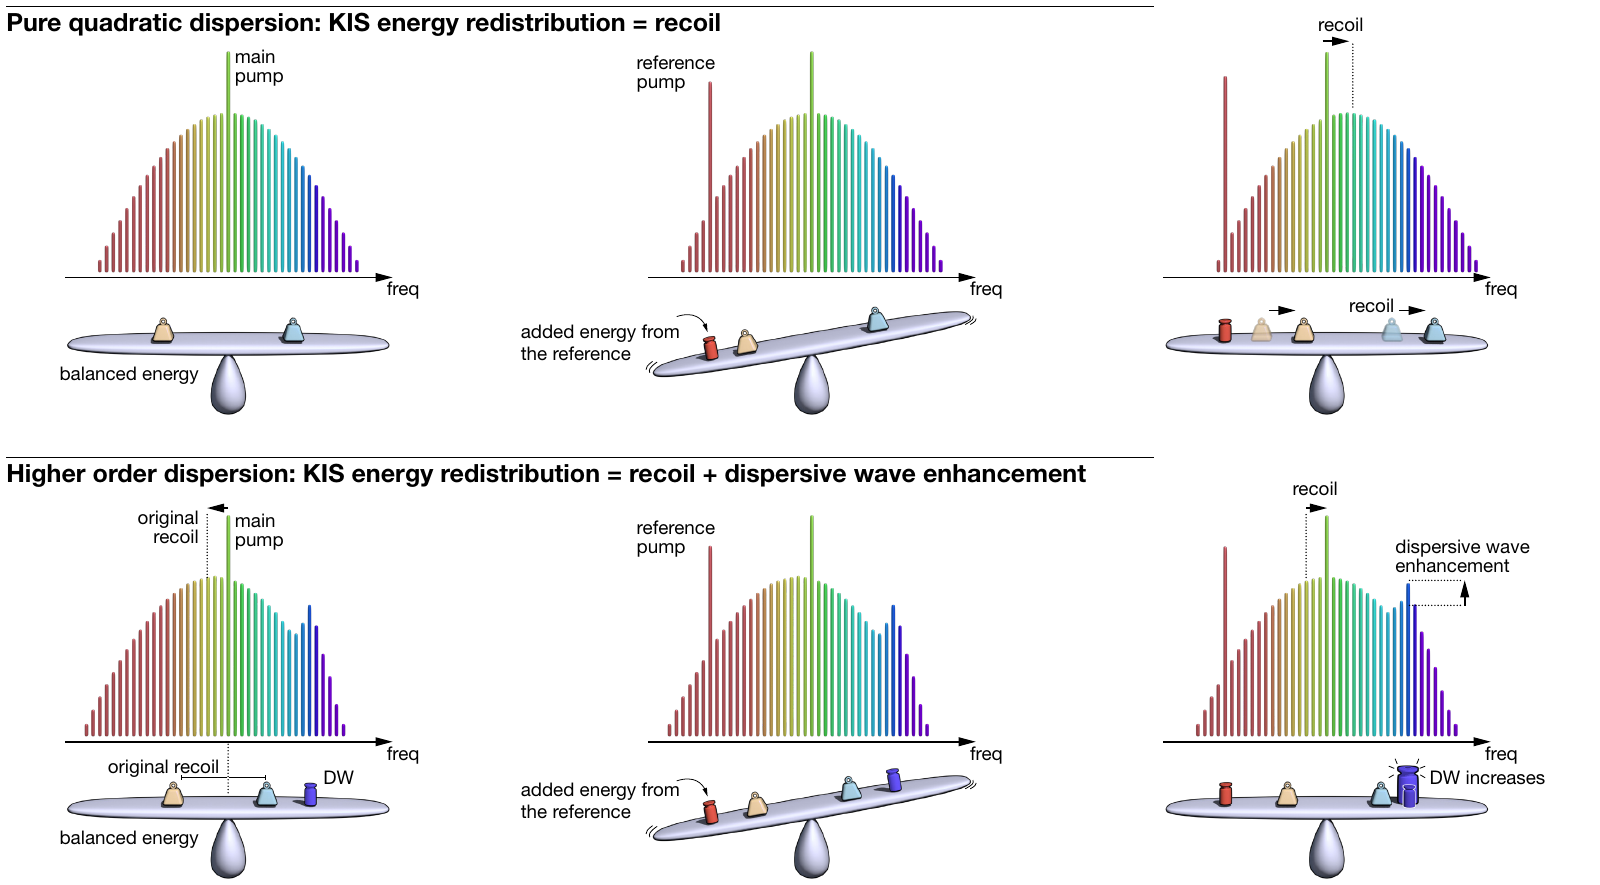 Pure quadratic dispersion: KIS energy redistribution = recoil
main
pump
freq
balanced energy
reference
pump
freq
added energy from
the reference
recoil
freq
recoil
Higher order dispersion: KIS energy redistribution = recoil + dispersive wave enhancement
original
recoil
main
pump
freq
original recoil
DW
balanced energy
reference
pump
freq
added energy from
the reference
recoil
dispersive wave
enhancement
freq
DW increases